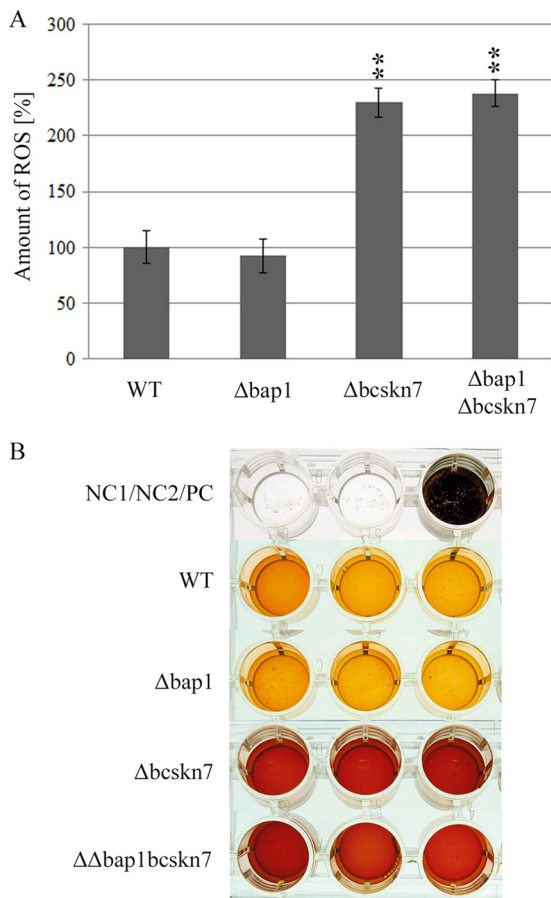 A
Amount of ROS [%]
300
250
200
150
100
50
0
**
**
WT
Δbap1
Δbcskn7
Δbap1
Δbcskn7
B
NC1/NC2/PC
WT
Δbap1
Δbcskn7
ΔΔbap1bcskn7